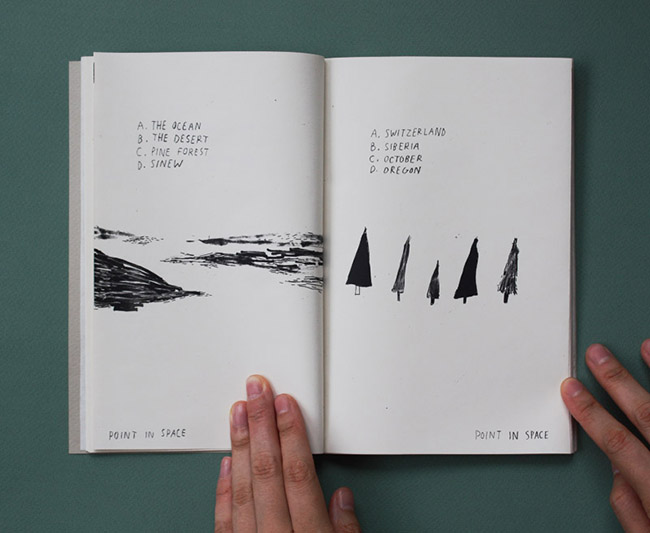 A. THE OCEAN
B. THE DESERT
C. PINE FOREST
D. SINEW
POINT IN SPACE
A. SWITZERLAND
B. SIBERIA
C. OCTOBER
D. OREGON
POINT IN SPACE